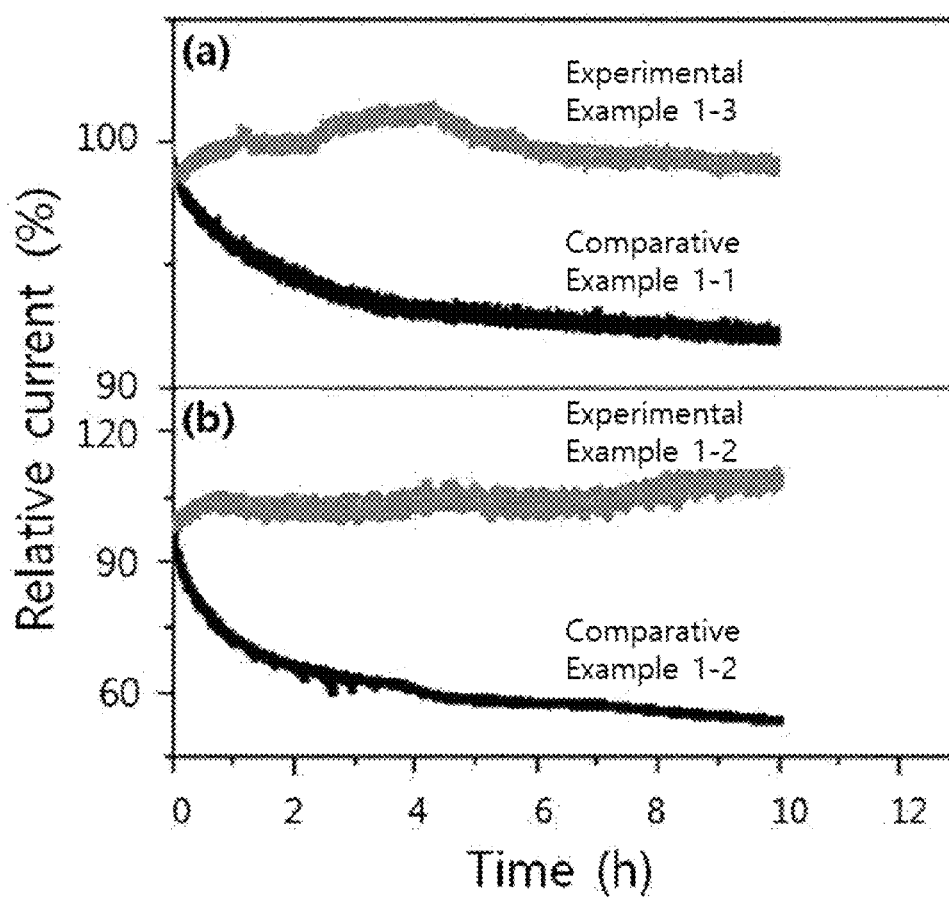 (a)
Experimental
Example 1-3
100
Comparative
Example 1-1
90
(b)
Experimental
Example 1-2
120
90
Comparative
Example 1-2
60
Relative current (%)
0 2 4 6 8 10 12
Time (h)